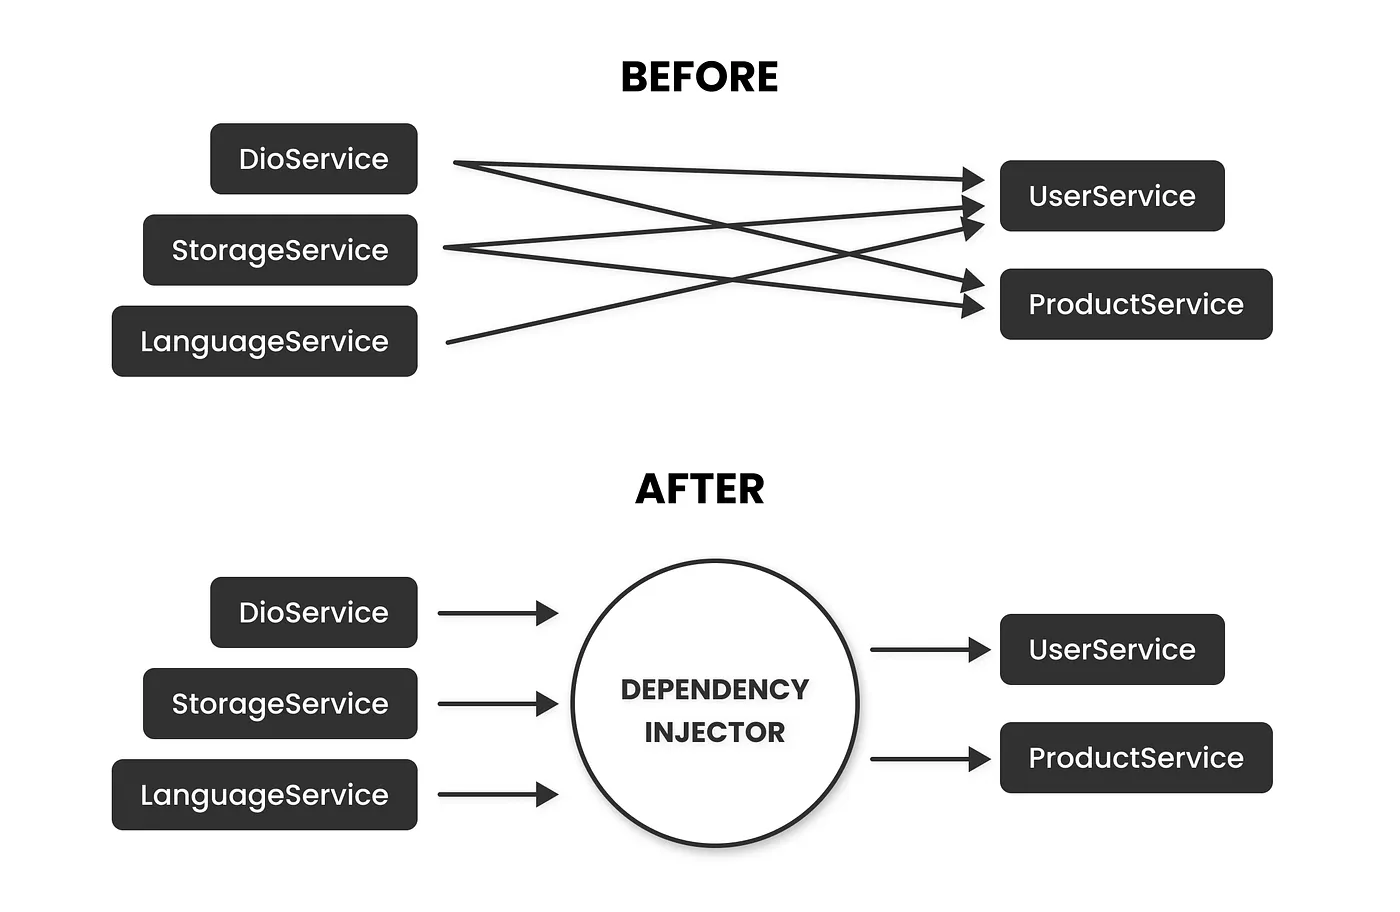 BEFORE
DioService
StorageService
LanguageService
UserService
ProductService
AFTER
DioService
StorageService
LanguageService
DEPENDENCY
INJECTOR
UserService
ProductService